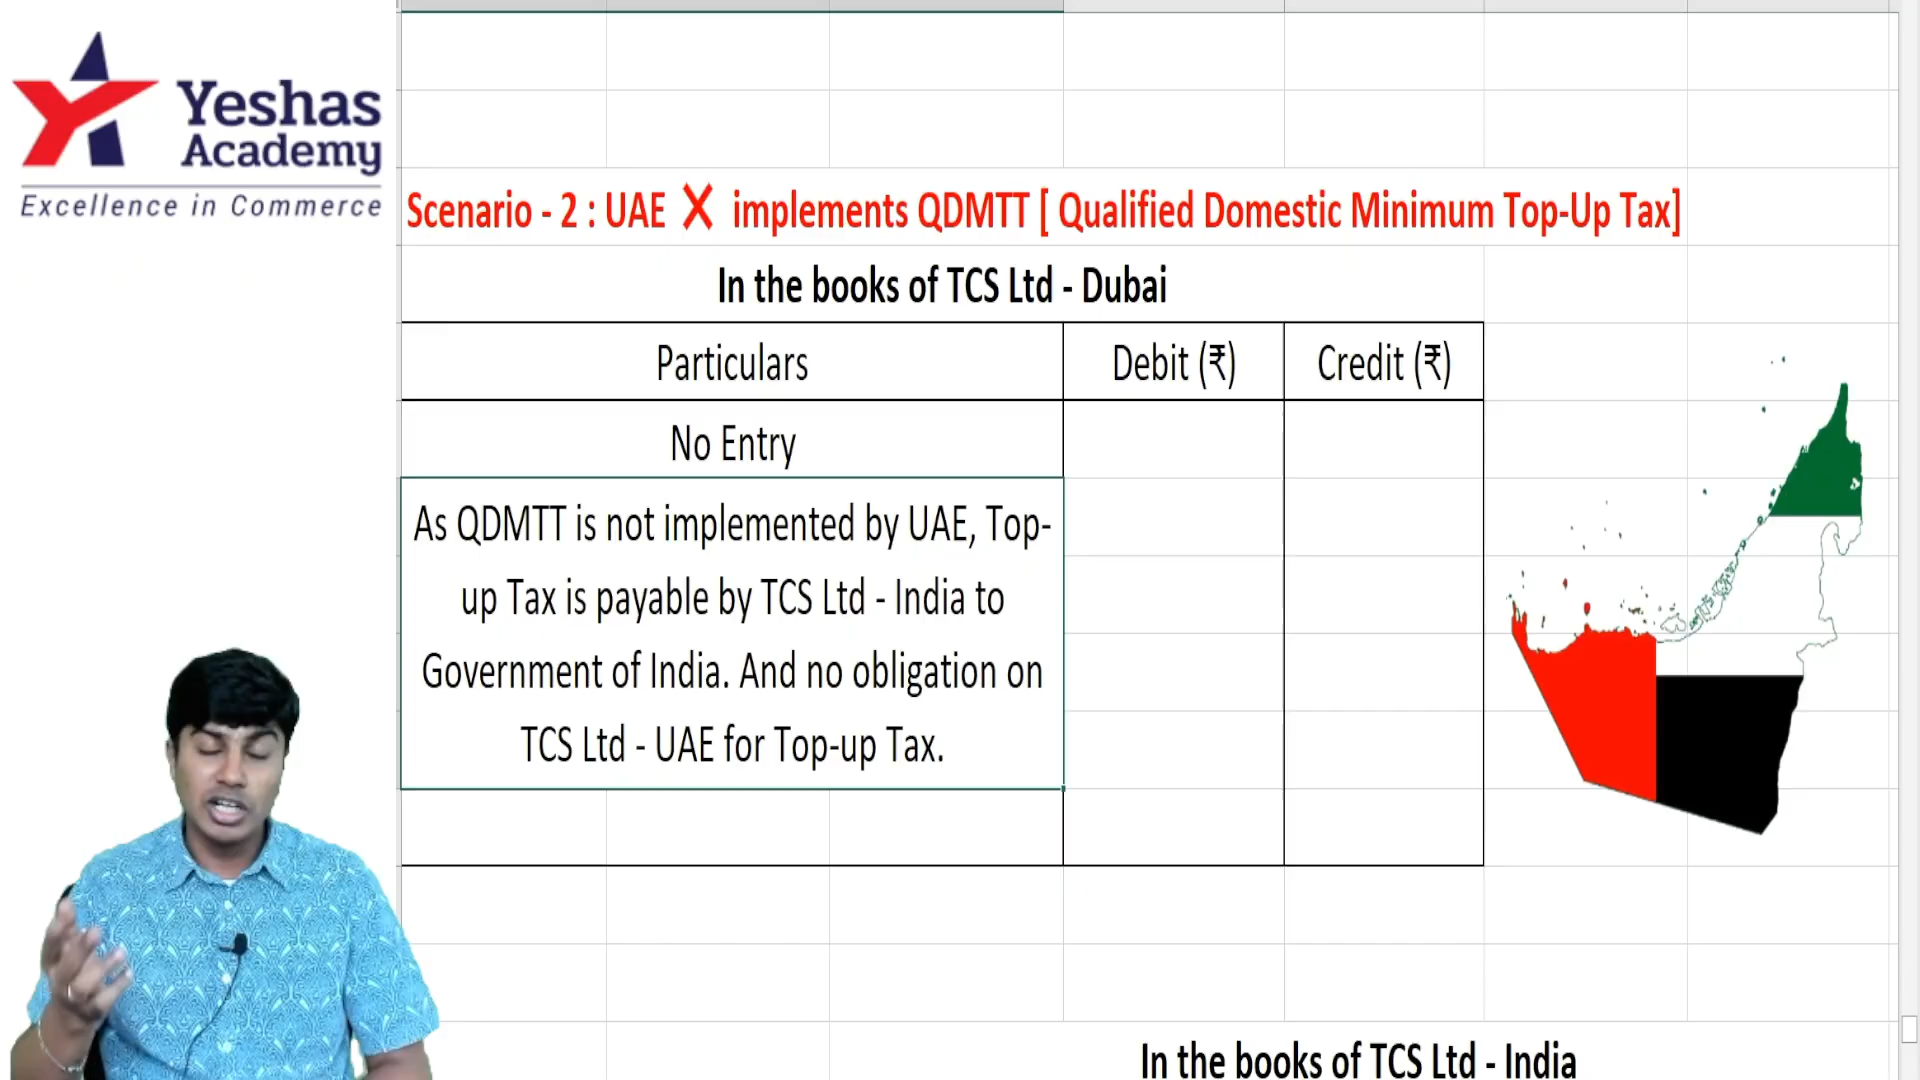 Yeshas
Academy
Excellence in Commerce
Scenario - 2 : UAE ❌ implements QDMTT [ Qualified Domestic Minimum Top-Up Tax]
In the books of TCS Ltd - Dubai
Particulars Debit (₹) Credit (₹)
No Entry
As QDMTT is not implemented by UAE, Top-
up Tax is payable by TCS Ltd - India to
Government of India. And no obligation on
TCS Ltd - UAE for Top-up Tax.
In the books of TCS Ltd - India